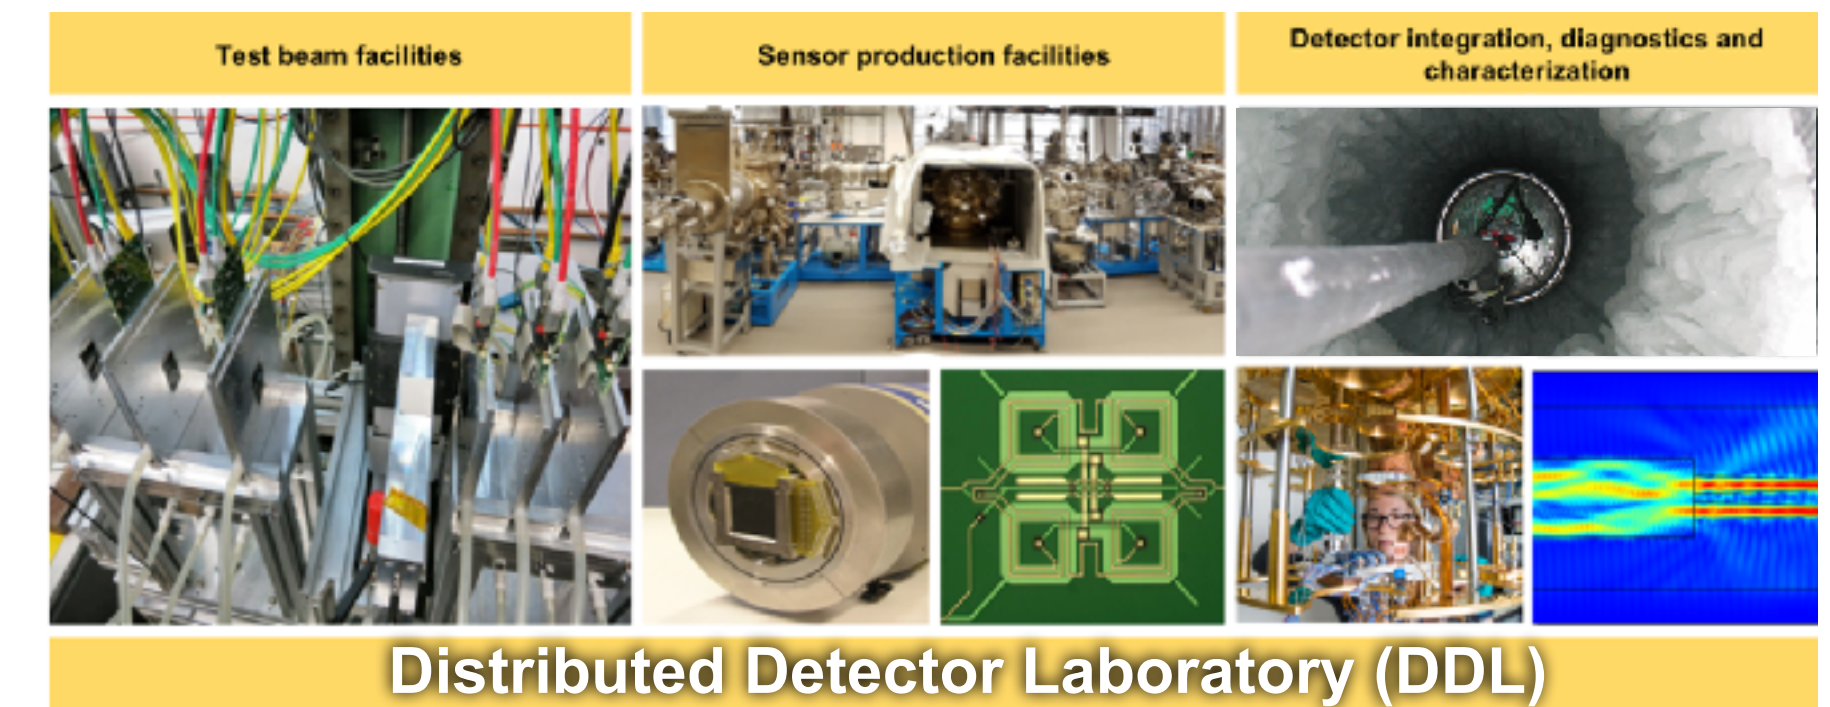 Test beam facilities
Sensor production facilities
Detector integration, diagnostics and
characterization
Distributed Detector Laboratory (DDL)